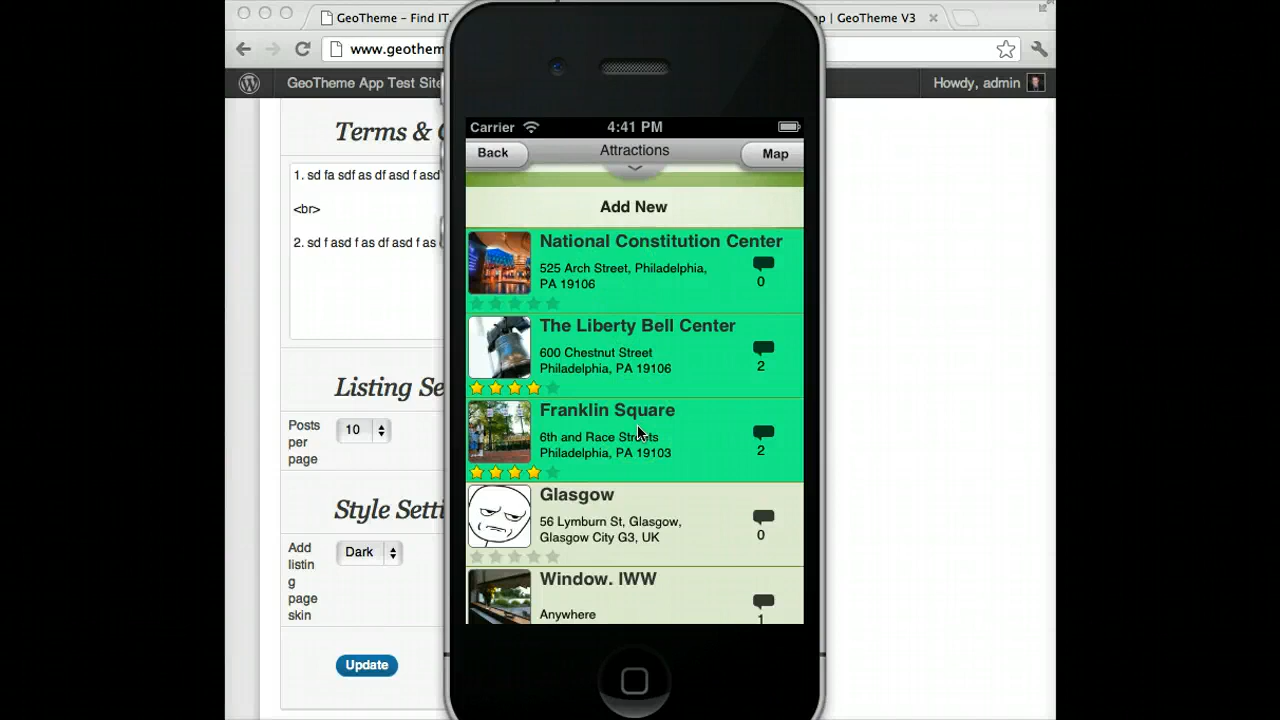 GeoTheme – Find IT
p | GeoTheme V3
www.geothem
GeoTheme App Test Site
Howdy, admin
Terms &
1. sd fa sdf as df asd f asd
<br>
2. sd f asd f as df asd f as
Listing Se
Posts per page
10
Style Setti
Add listin g page skin
Dark
Update
Carrier
4:41 PM
Back
Attractions
Map
Add New
National Constitution Center
525 Arch Street, Philadelphia,
PA 19106
0
The Liberty Bell Center
600 Chestnut Street
Philadelphia, PA 19106
2
Franklin Square
6th and Race Streets
Philadelphia, PA 19103
2
Glasgow
56 Lymburn St, Glasgow,
Glasgow City G3, UK
0
Window. IWW
Anywhere
1